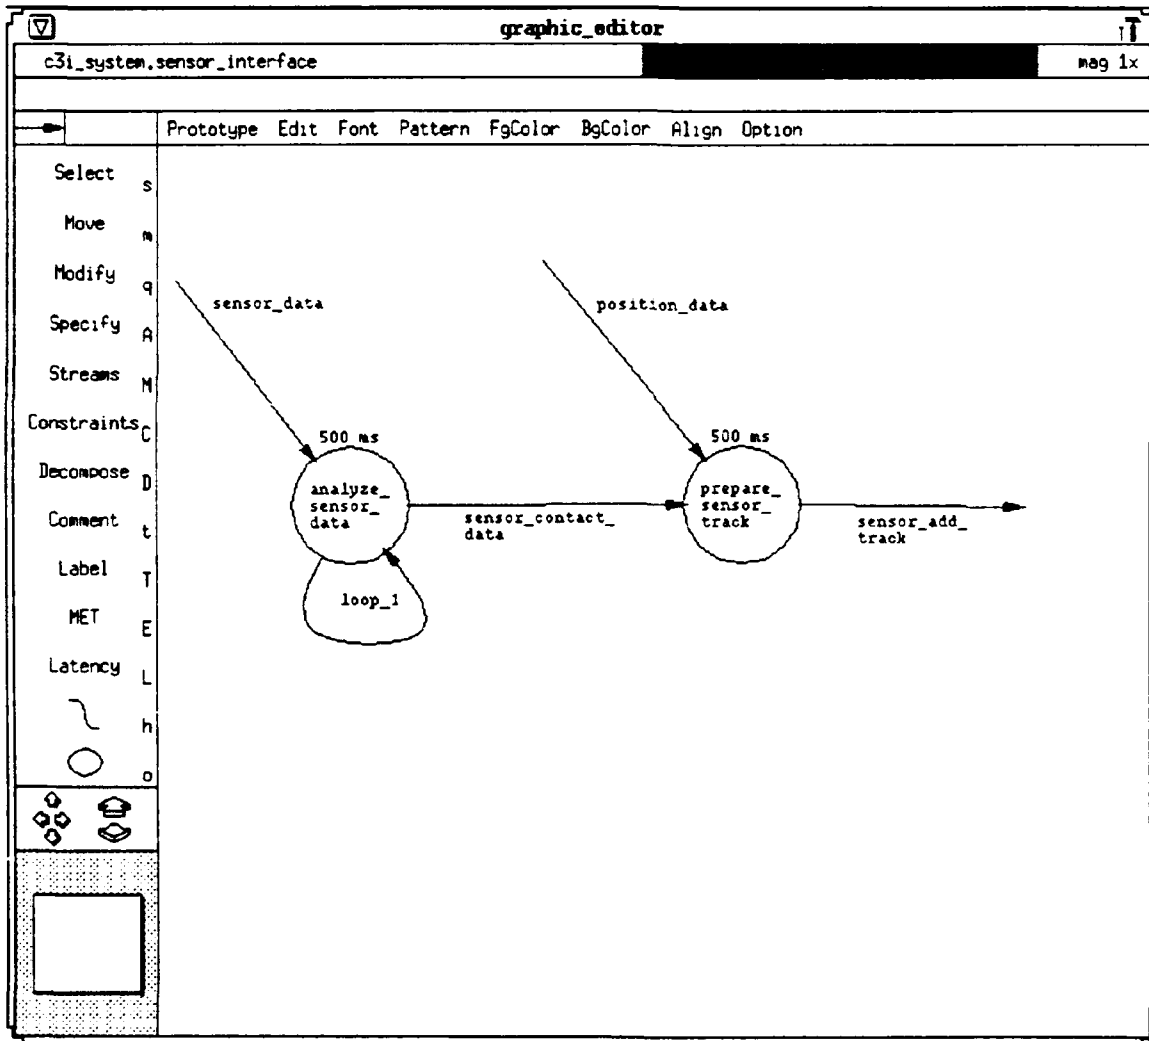 graphic_editor
c3i_system.sensor_interface
mag 1x
Prototype Edit Font Pattern FgColor BgColor Align Option
Select s
Move m
Modify q
Specify A
Streams M
Constraints C
Decompose D
Comment t
Label T
MET E
Latency L
h
o
sensor_data
position_data
500 ms
500 ms
analyze_
sensor_
data
prepare_
sensor_
track
sensor_contact_
data
sensor_add_
track
loop_1